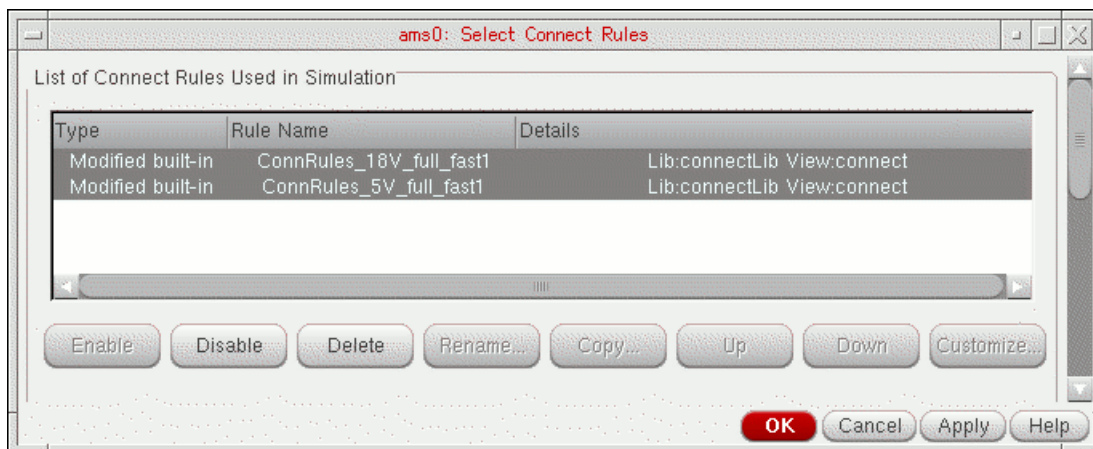 ams0: Select Connect Rules
List of Connect Rules Used in Simulation
Type Rule Name Details
Modified built-in ConnRules_18V_full_fast1 Lib:connectLib View:connect
Modified built-in ConnRules_5V_full_fast1 Lib:connectLib View:connect
Enable Disable Delete Rename... Copy... Up Down Customize...
OK Cancel Apply Help